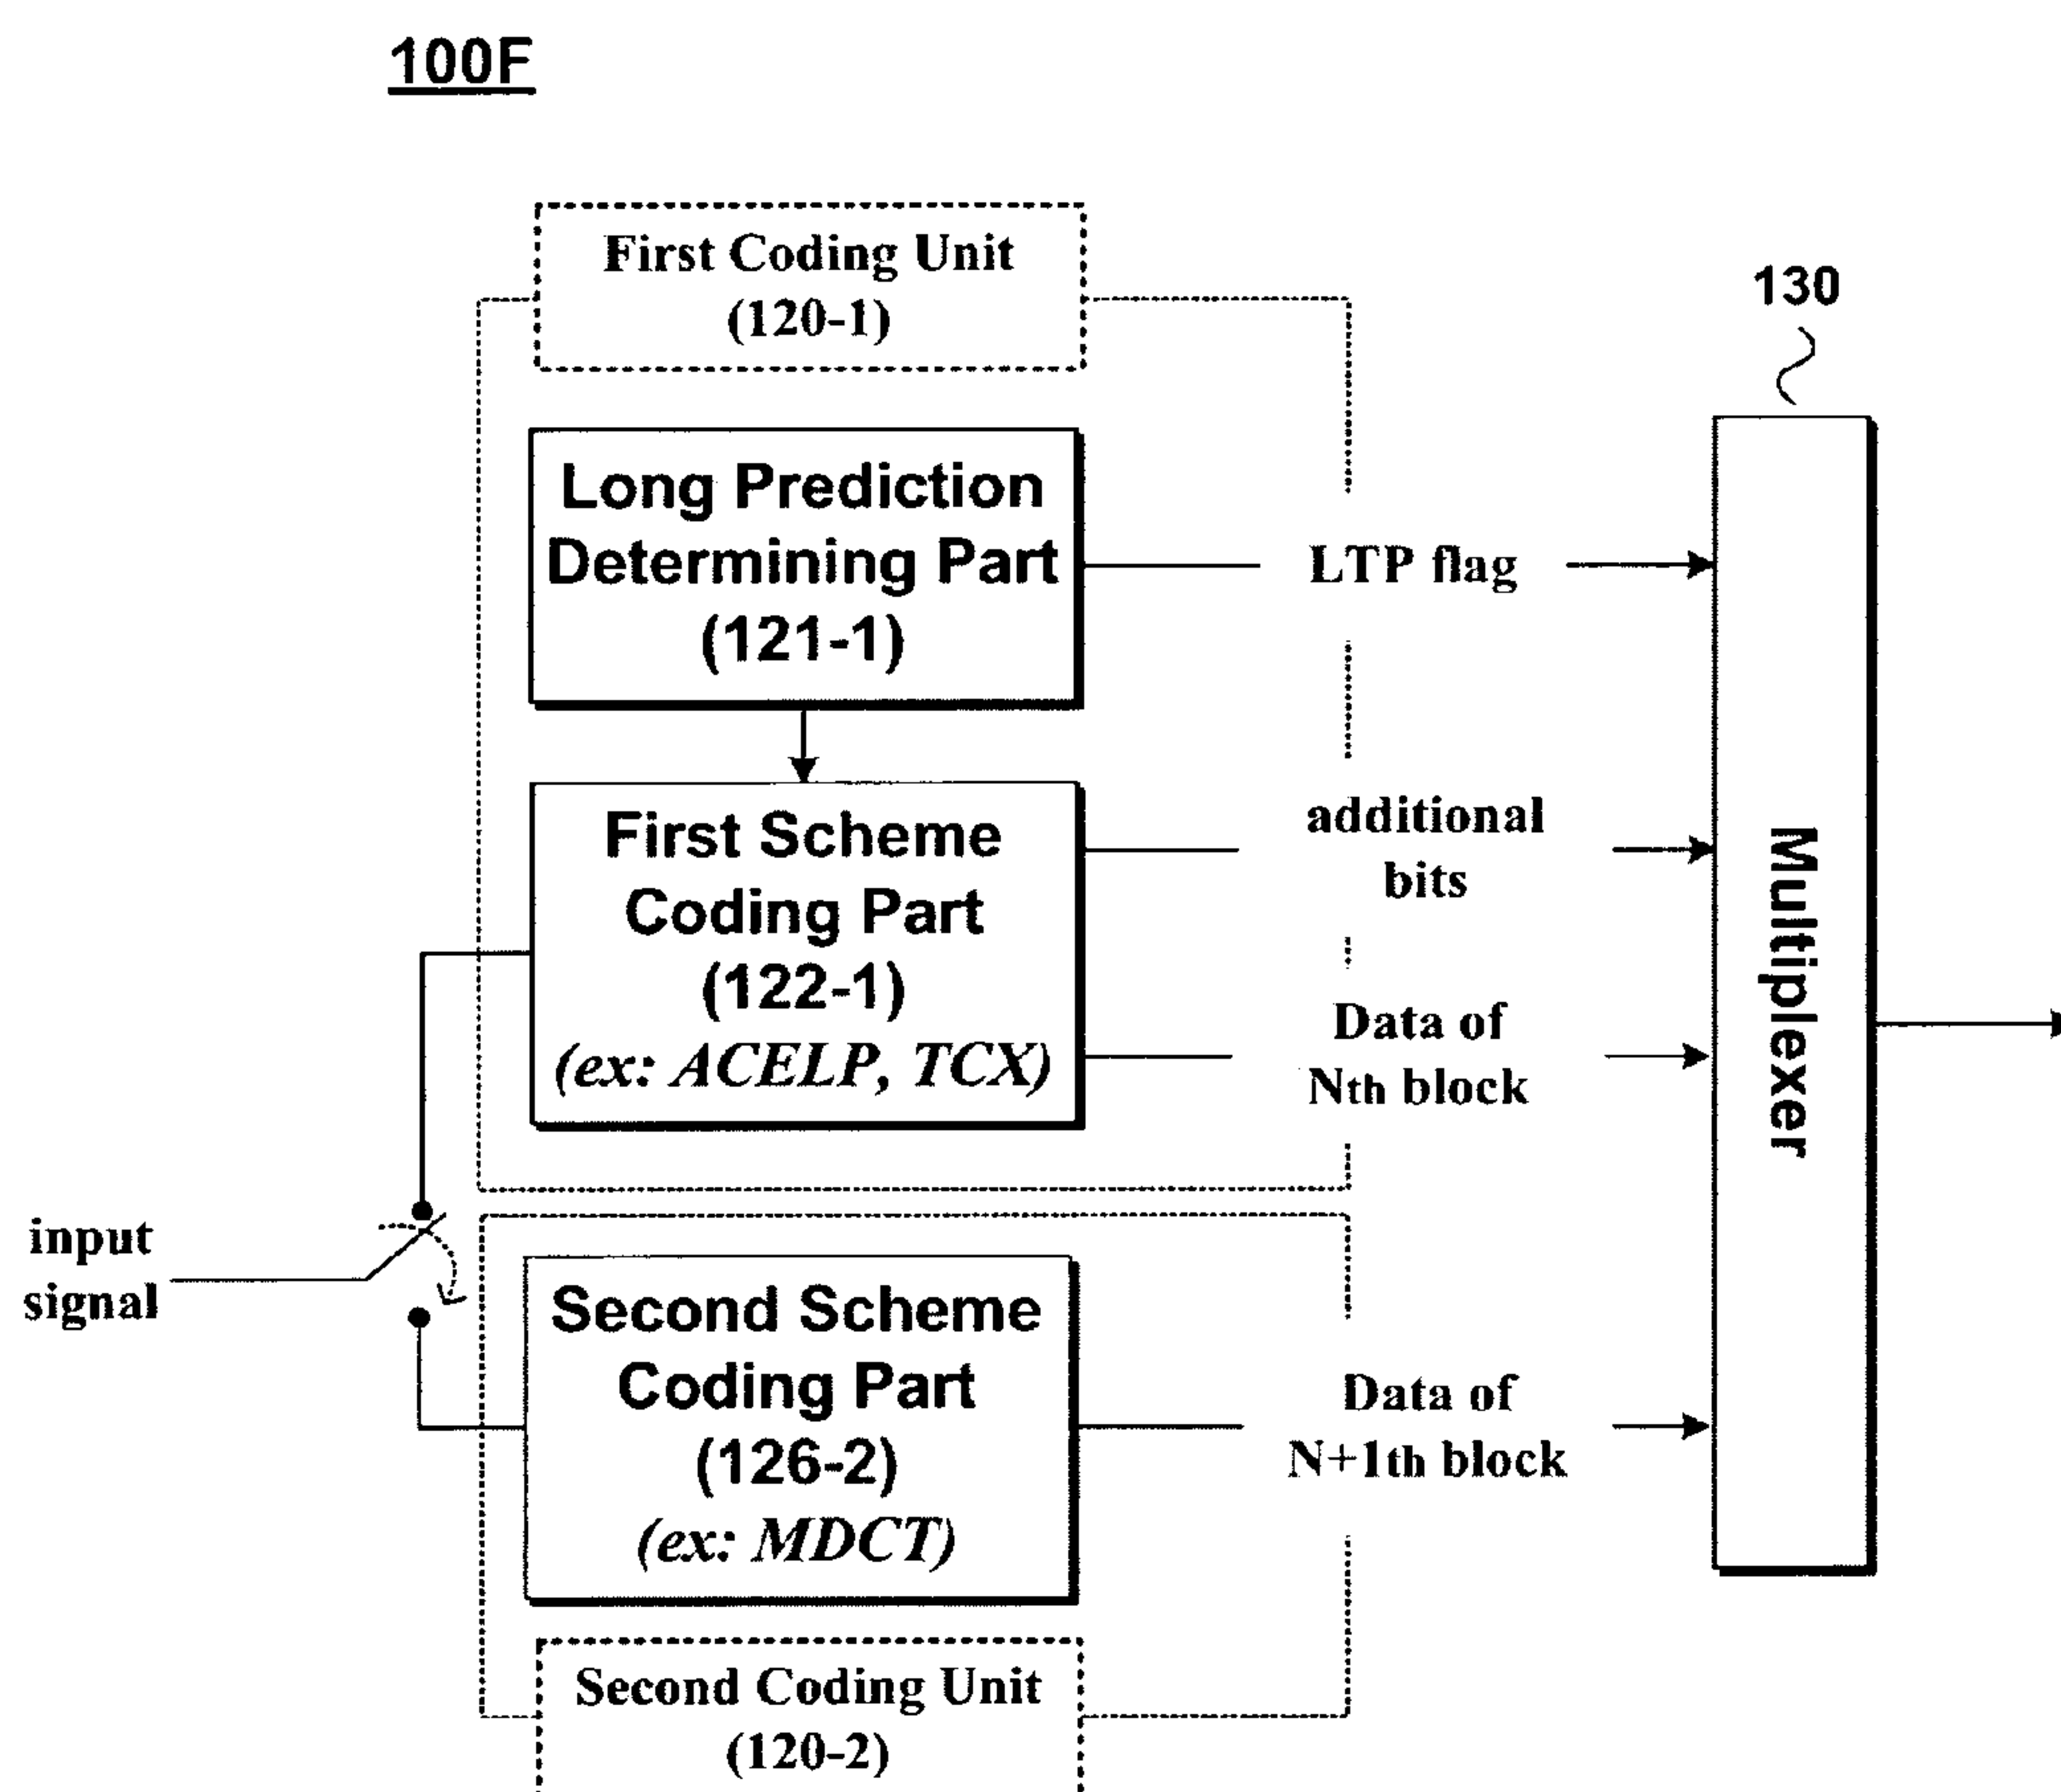 100F
First Coding Unit
(120-1)
130
Long Prediction
Determining Part
(121-1)
LTP flag
First Scheme
Coding Part
(122-1)
(ex: ACELP, TCX)
additional
bits
Data of
Nth block
Multiplexer
input
signal
Second Scheme
Coding Part
(126-2)
(ex: MDCT)
Data of
N+1th block
Second Coding Unit
(120-2)